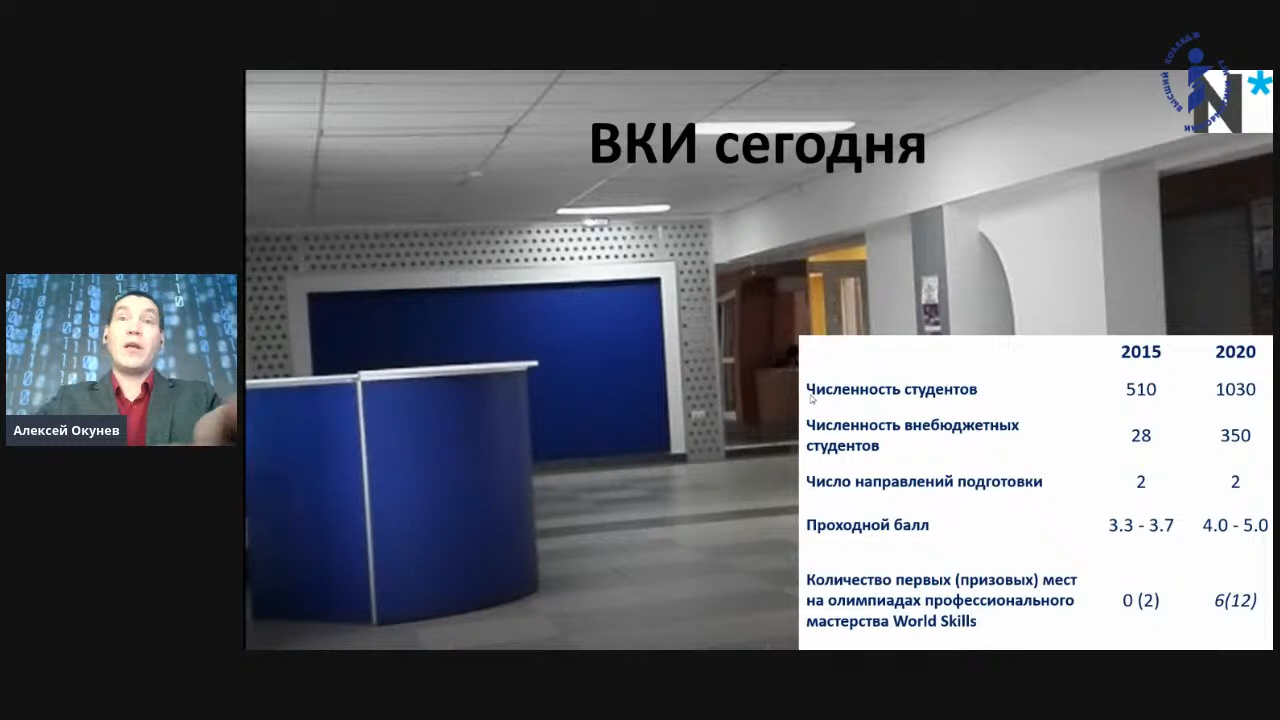 ВКИ сегодня
N*
ВЫСШИЙ КОЛЛЕДЖ
2015 2020
Численность студентов 510 1030
Численность внебюджетных
студентов 28 350
Число направлений подготовки 2 2
Проходной балл 3.3 - 3.7 4.0 - 5.0
Количество первых (призовых) мест
на олимпиадах профессионального
мастерства World Skills 0 (2) 6(12)
Алексей Окунев